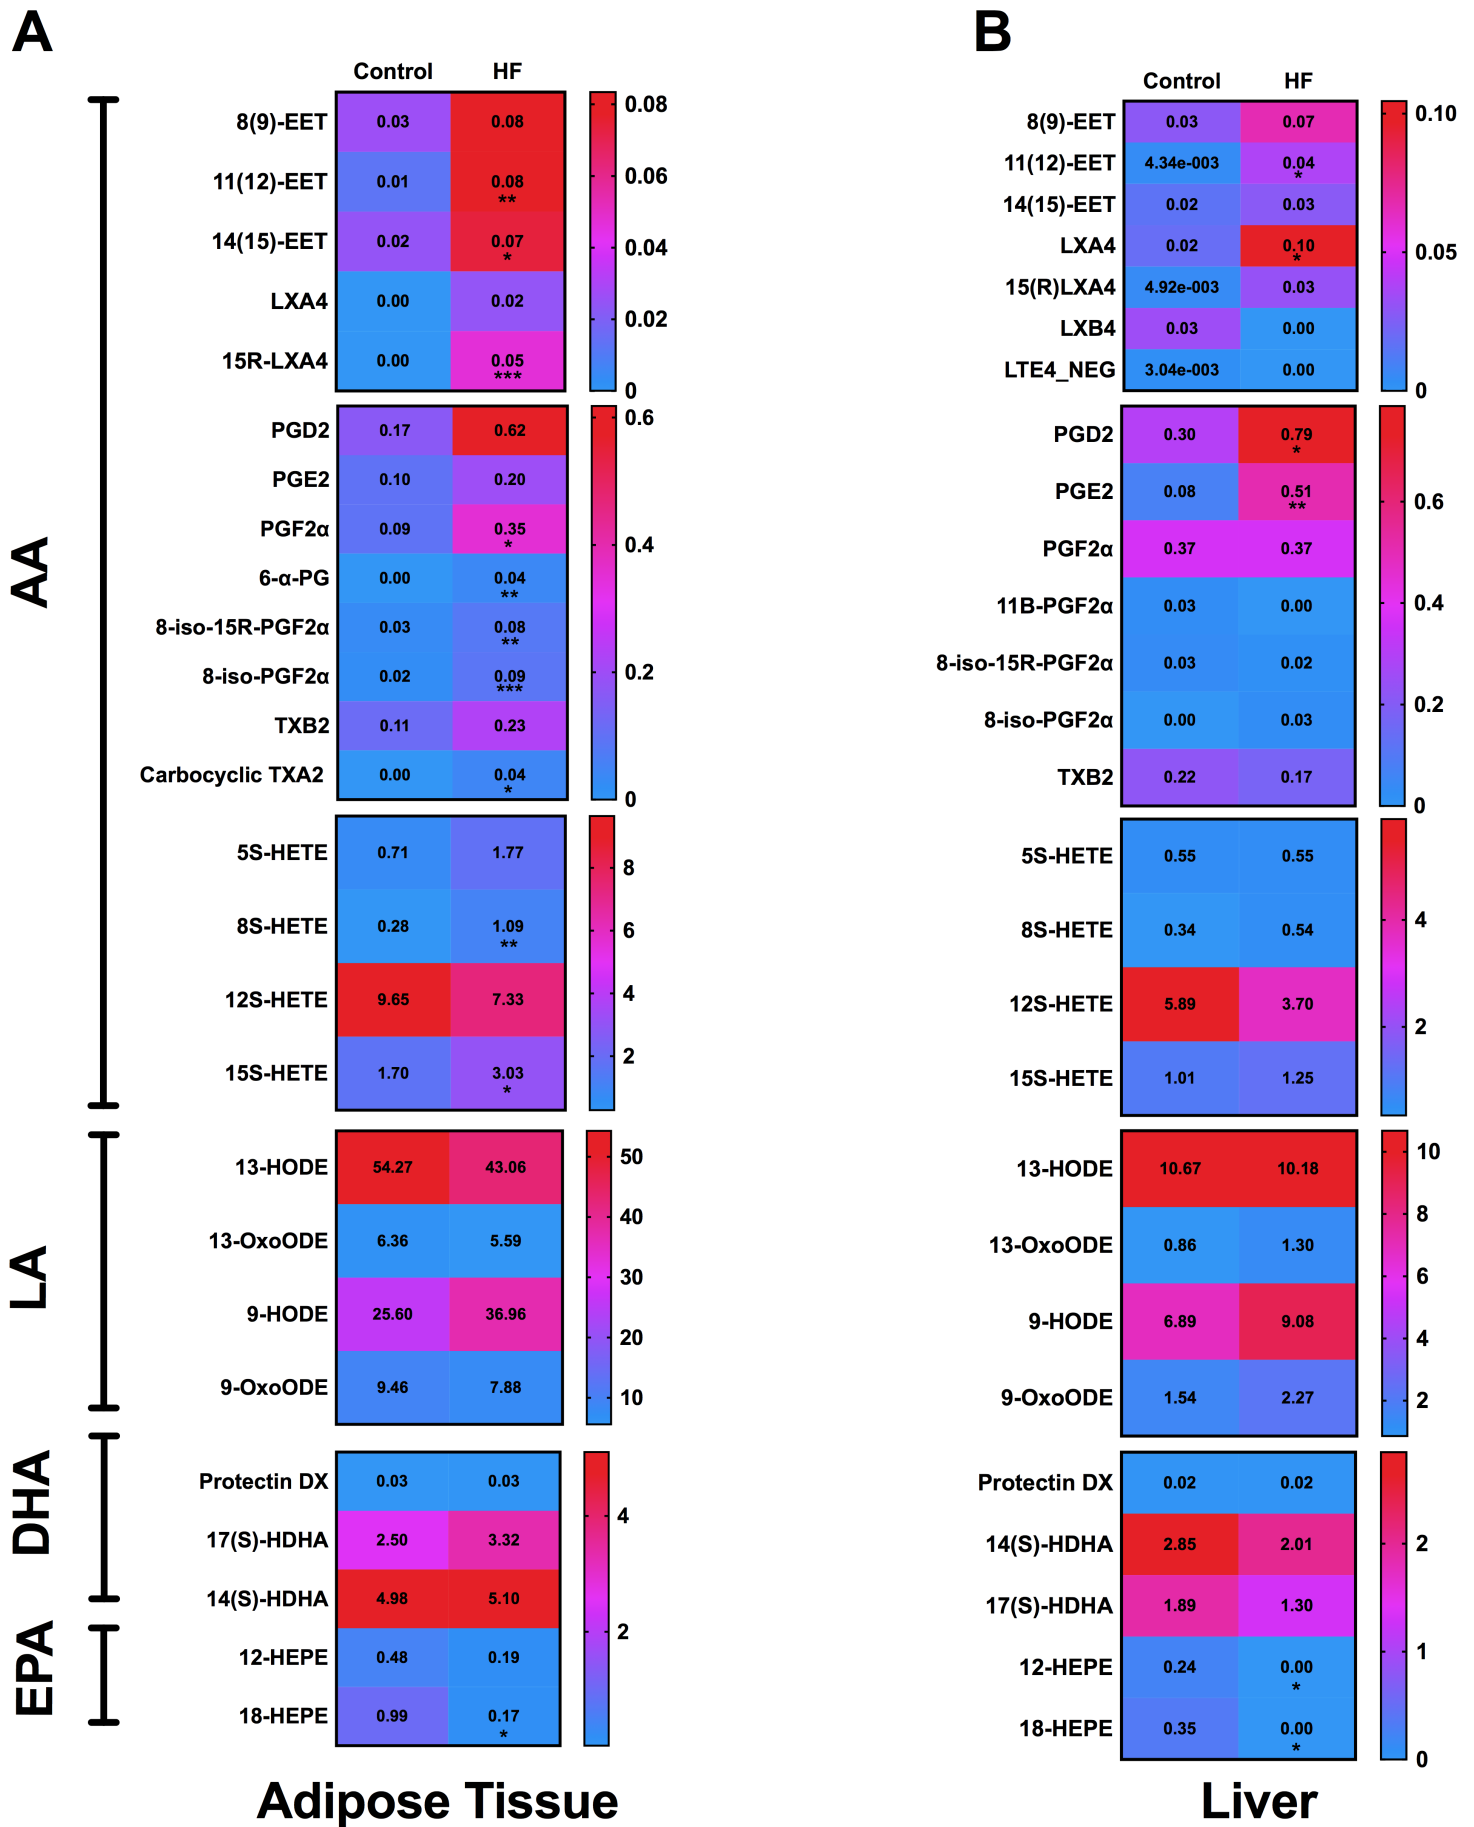 A
Control HF
8(9)-EET 0.03 0.08
11(12)-EET 0.01 0.08
**
14(15)-EET 0.02 0.07
*
LXA4 0.00 0.02
15R-LXA4 0.00 0.05
***
0.08
0.06
0.04
0.02
0
PGD2 0.17 0.62
PGE2 0.10 0.20
PGF2α 0.09 0.35
*
6-α-PG 0.00 0.04
**
8-iso-15R-PGF2α 0.03 0.08
**
8-iso-PGF2α 0.02 0.09
***
TXB2 0.11 0.23
Carbocyclic TXA2 0.00 0.04
*
0.6
0.4
0.2
0
5S-HETE 0.71 1.77
8S-HETE 0.28 1.09
**
12S-HETE 9.65 7.33
15S-HETE 1.70 3.03
*
8
6
4
2
AA
13-HODE 54.27 43.06
13-OxoODE 6.36 5.59
9-HODE 25.60 36.96
9-OxoODE 9.46 7.88
50
40
30
20
10
LA
Protectin DX 0.03 0.03
17(S)-HDHA 2.50 3.32
14(S)-HDHA 4.98 5.10
12-HEPE 0.48 0.19
18-HEPE 0.99 0.17
*
4
2
DHA
EPA
Adipose Tissue
B
Control HF
8(9)-EET 0.03 0.07
11(12)-EET 4.34e-003 0.04
*
14(15)-EET 0.02 0.03
LXA4 0.02 0.10
*
15(R)LXA4 4.92e-003 0.03
LXB4 0.03 0.00
LTE4_NEG 3.04e-003 0.00
0.10
0.05
0
PGD2 0.30 0.79
*
PGE2 0.08 0.51
**
PGF2α 0.37 0.37
11B-PGF2α 0.03 0.00
8-iso-15R-PGF2α 0.03 0.02
8-iso-PGF2α 0.00 0.03
TXB2 0.22 0.17
0.6
0.4
0.2
0
5S-HETE 0.55 0.55
8S-HETE 0.34 0.54
12S-HETE 5.89 3.70
15S-HETE 1.01 1.25
4
2
13-HODE 10.67 10.18
13-OxoODE 0.86 1.30
9-HODE 6.89 9.08
9-OxoODE 1.54 2.27
10
8
6
4
2
Protectin DX 0.02 0.02
14(S)-HDHA 2.85 2.01
17(S)-HDHA 1.89 1.30
12-HEPE 0.24 0.00
*
18-HEPE 0.35 0.00
*
2
1
0
Liver